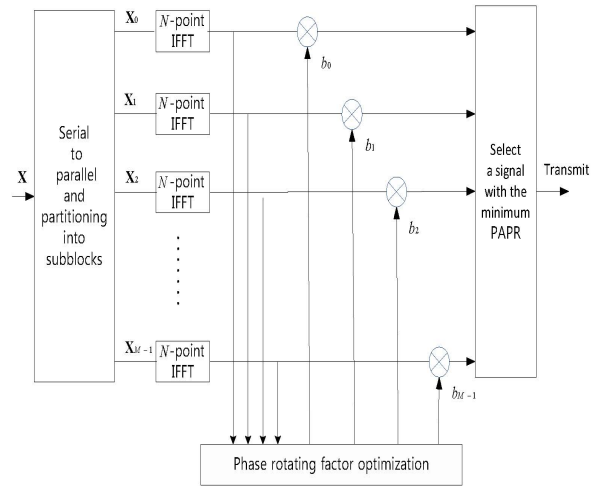 X
Serial
to
parallel
and
partitioning
into
subblocks
X0
N-point
IFFT
b0
X1
N-point
IFFT
b1
X2
N-point
IFFT
b2
XM−1
N-point
IFFT
bM−1
Select
a signal
with the
minimum
PAPR
Transmit
Phase rotating factor optimization